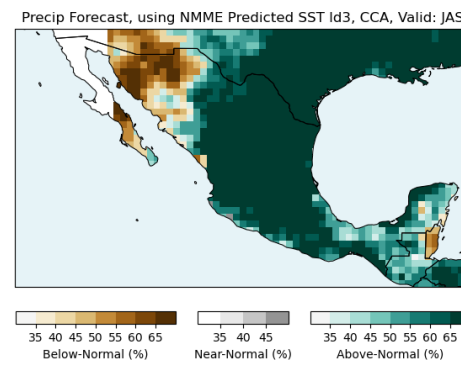 Precip Forecast, using NMME Predicted SST ld3, CCA, Valid: JAS
35 40 45 50 55 60 65
Below-Normal (%)
35 40 45
Near-Normal (%)
35 40 45 50 55 60 65
Above-Normal (%)